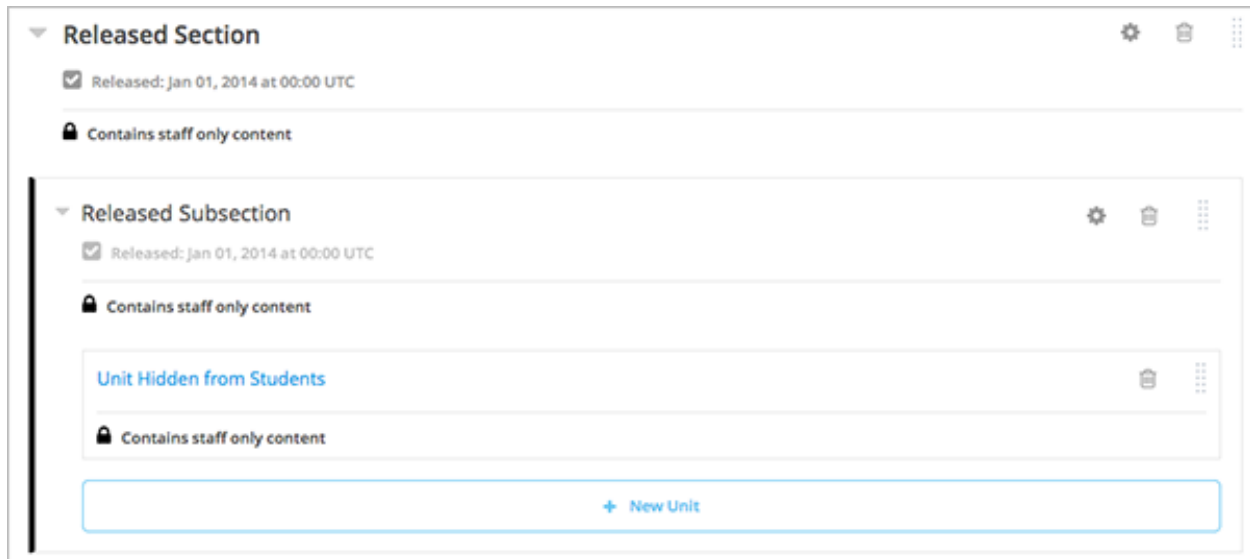 Released Section
Released: Jan 01, 2014 at 00:00 UTC
Contains staff only content
Released Subsection
Released: Jan 01, 2014 at 00:00 UTC
Contains staff only content
Unit Hidden from Students
Contains staff only content
+ New Unit